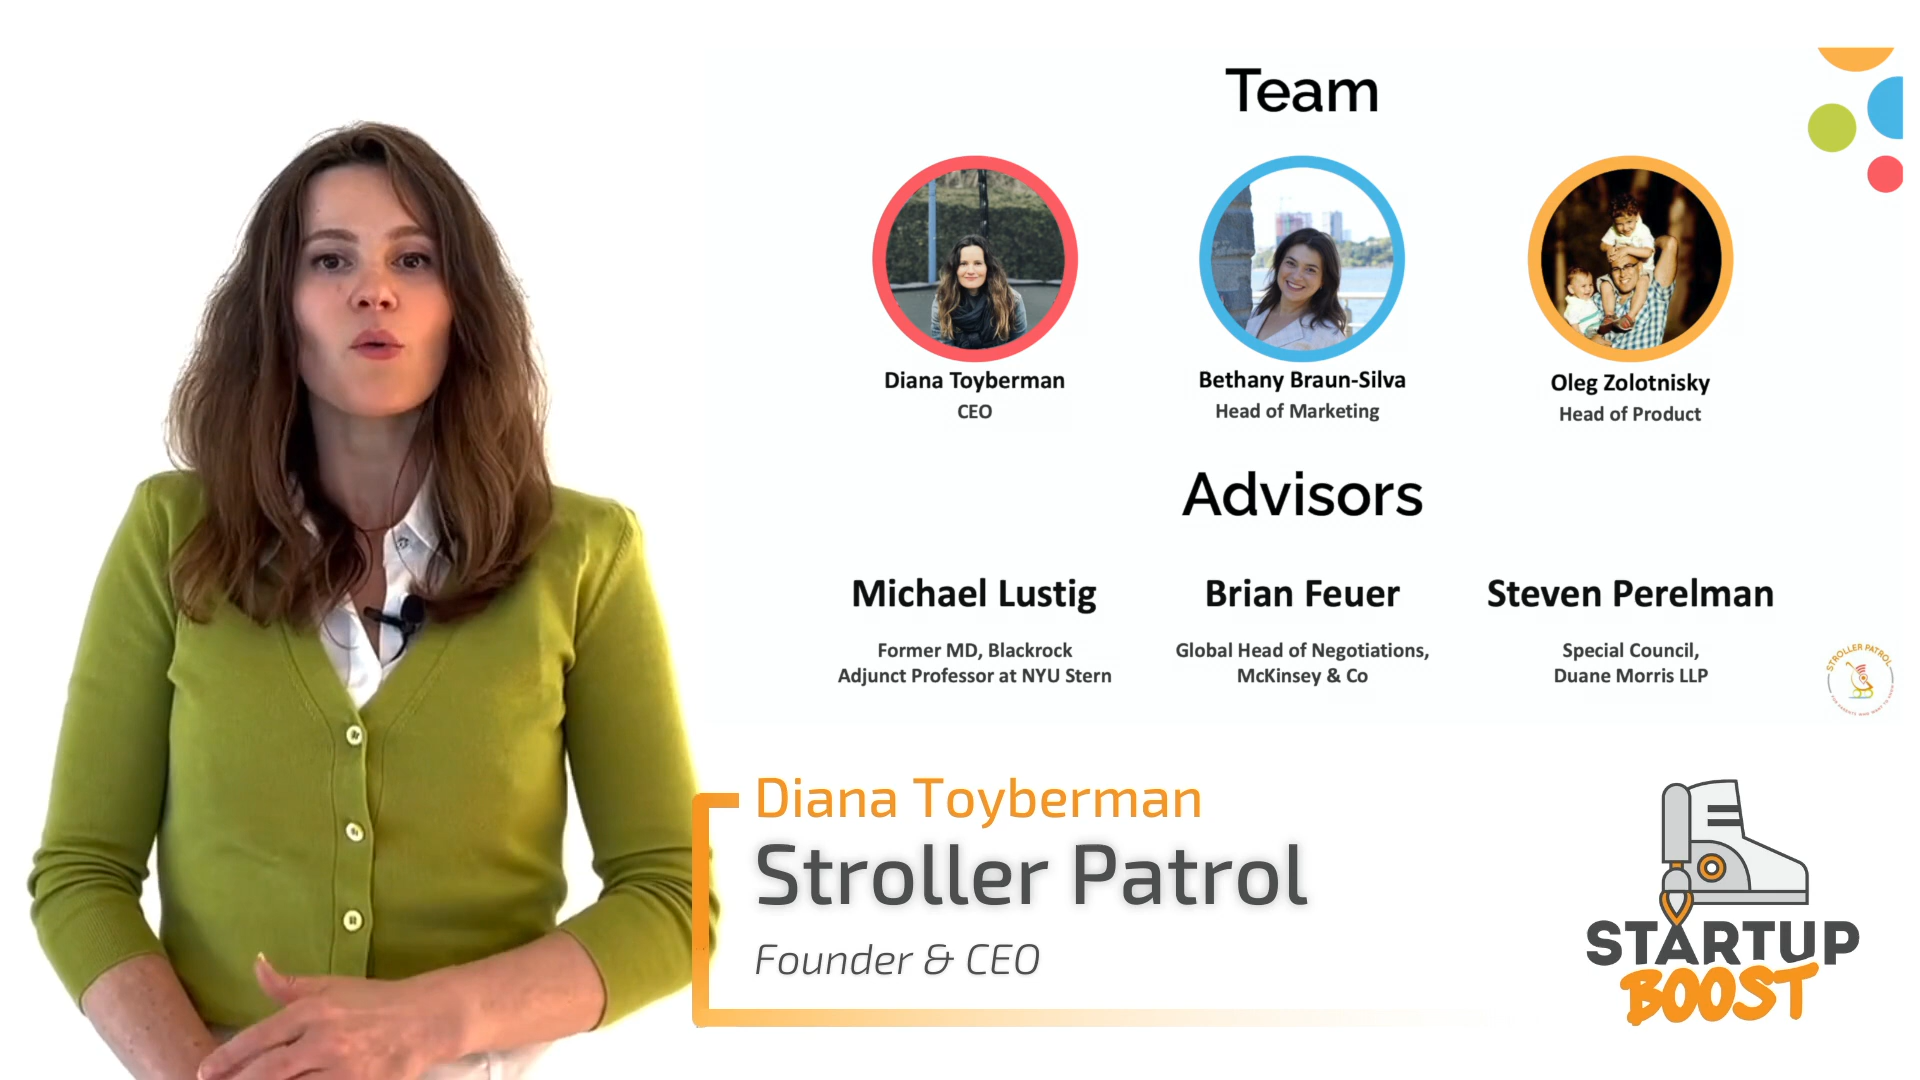 Team
Diana Toyberman
CEO
Bethany Braun-Silva
Head of Marketing
Oleg Zolotnisky
Head of Product
Advisors
Michael Lustig
Former MD, Blackrock
Adjunct Professor at NYU Stern
Brian Feuer
Global Head of Negotiations,
McKinsey & Co
Steven Perelman
Special Council,
Duane Morris LLP
STROLLER PATROL
Diana Toyberman
Stroller Patrol
Founder & CEO
STARTUP
BOOST